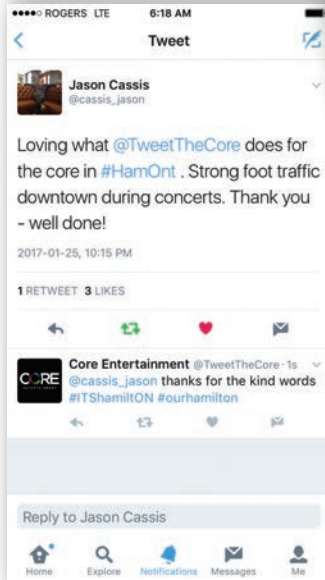 ROGERS LTE 6:18 AM
Tweet
Jason Cassis
@cassis_jason
Loving what @TweetTheCore does for
the core in #HamOnt . Strong foot traffic
downtown during concerts. Thank you
- well done!
2017-01-25, 10:15 PM
1 RETWEET 3 LIKES
CORE
Core Entertainment @TweetTheCore · 1s
@cassis_jason thanks for the kind words
#ITShamiltON #ourhamilton
Reply to Jason Cassis
Home Explore Notifications Messages Me